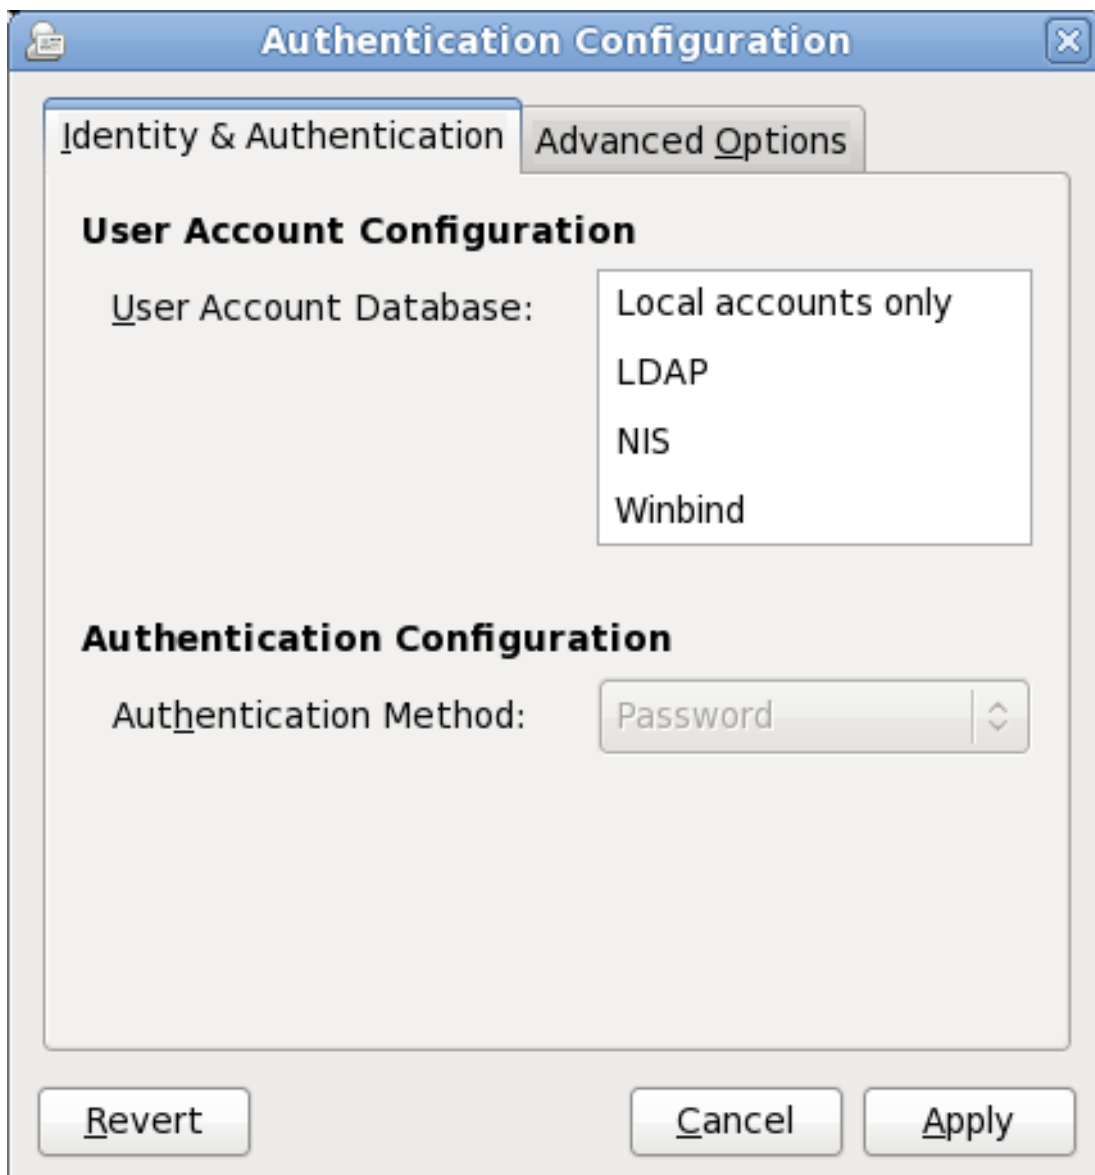 Authentication Configuration
Identity & Authentication
Advanced Options
User Account Configuration
User Account Database:
Local accounts only
LDAP
NIS
Winbind
Authentication Configuration
Authentication Method:
Password
Revert
Cancel
Apply